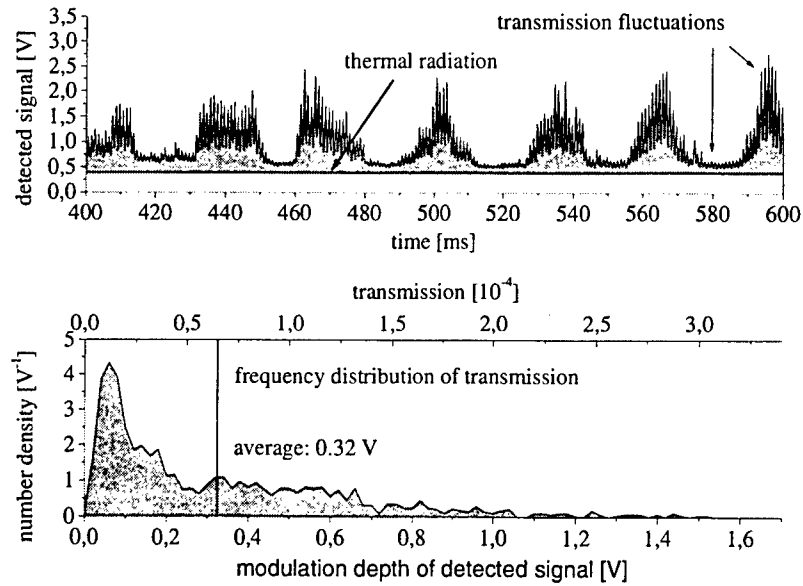 transmission fluctuations
thermal radiation
detected signal [V]
3,5
3,0
2,5
2,0
1,5
1,0
0,5
0,0
400 420 440 460 480 500 520 540 560 580 600
time [ms]
transmission [10⁻⁴]
0,0 0,5 1,0 1,5 2,0 2,5 3,0
number density [V⁻¹]
5
4
3
2
1
0
frequency distribution of transmission
average: 0.32 V
0,0 0,2 0,4 0,6 0,8 1,0 1,2 1,4 1,6
modulation depth of detected signal [V]